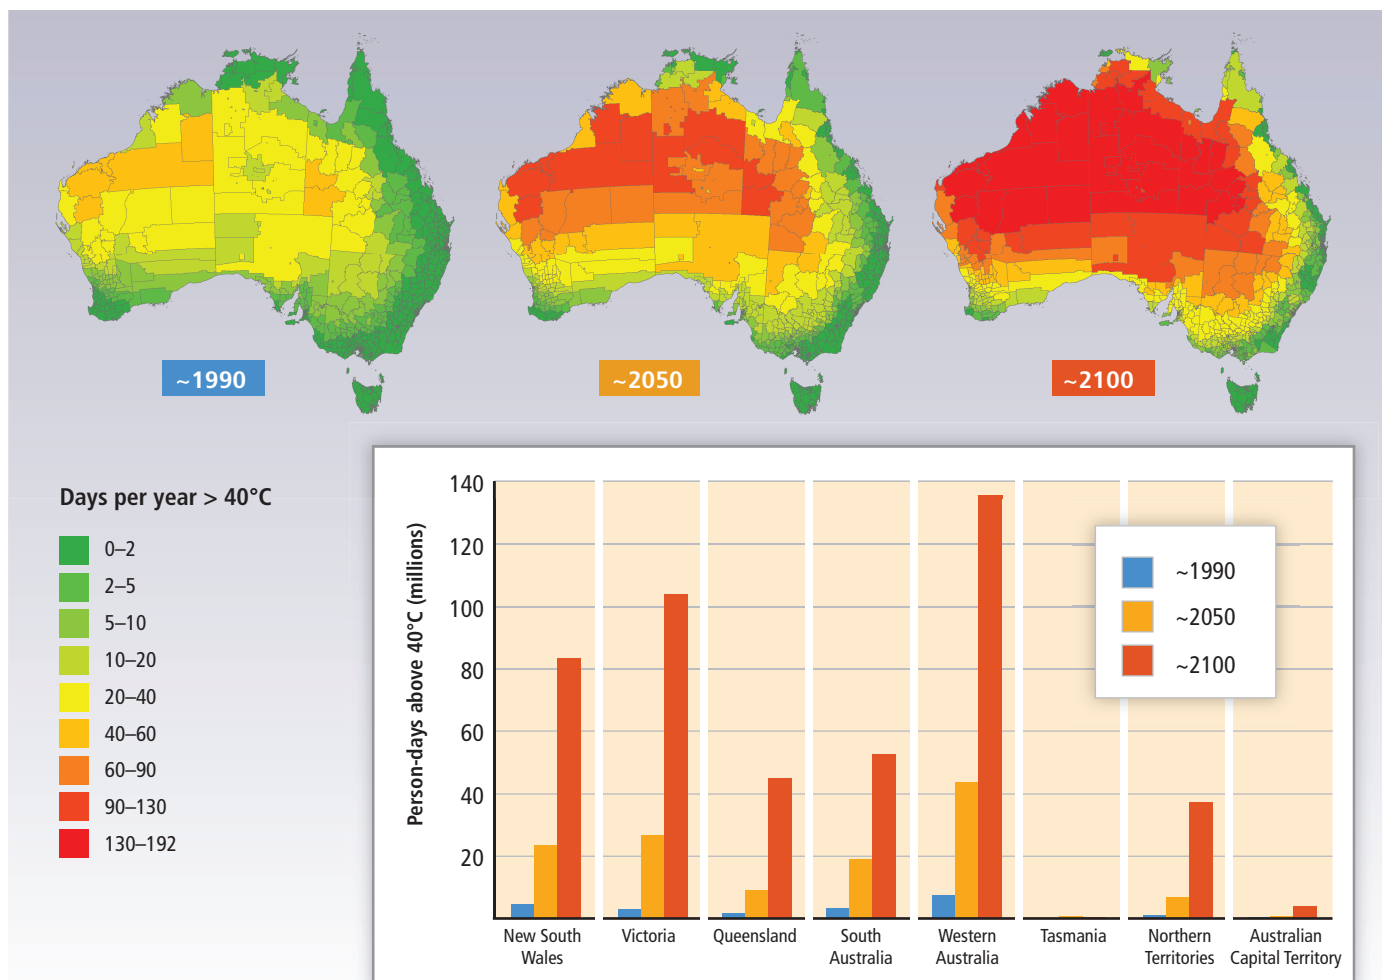 ~1990
~2050
~2100
Days per year > 40°C
0–2
2–5
5–10
10–20
20–40
40–60
60–90
90–130
130–192
Person-days above 40°C (millions)
140
120
100
80
60
40
20
~1990
~2050
~2100
New South
Wales
Victoria
Queensland
South
Australia
Western
Australia
Tasmania
Northern
Territories
Australian
Capital Territory